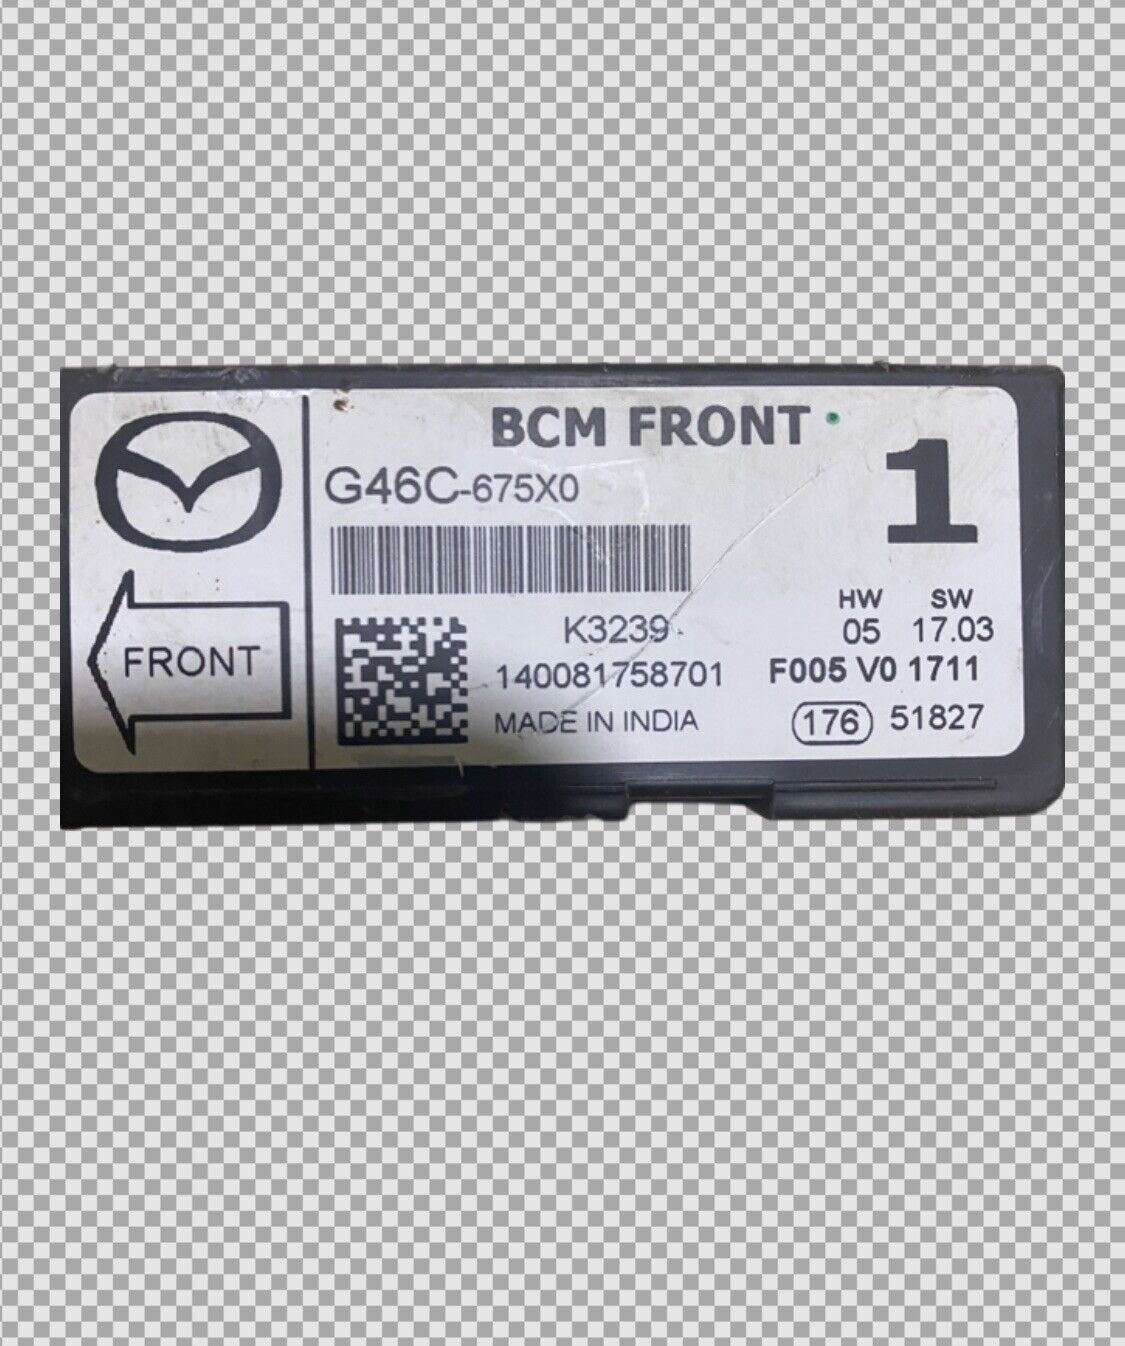 BCM FRONT
G46C-675X0
1
FRONT
K3239
140081758701
MADE IN INDIA
HW SW
05 17.03
F005 V0 1711
176 51827